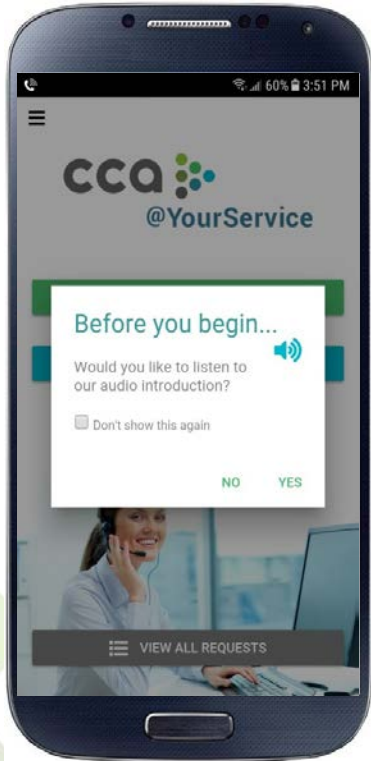 60% 3:51 PM
cca
@YourService
Before you begin...
Would you like to listen to
our audio introduction?
Don't show this again
NO YES
VIEW ALL REQUESTS